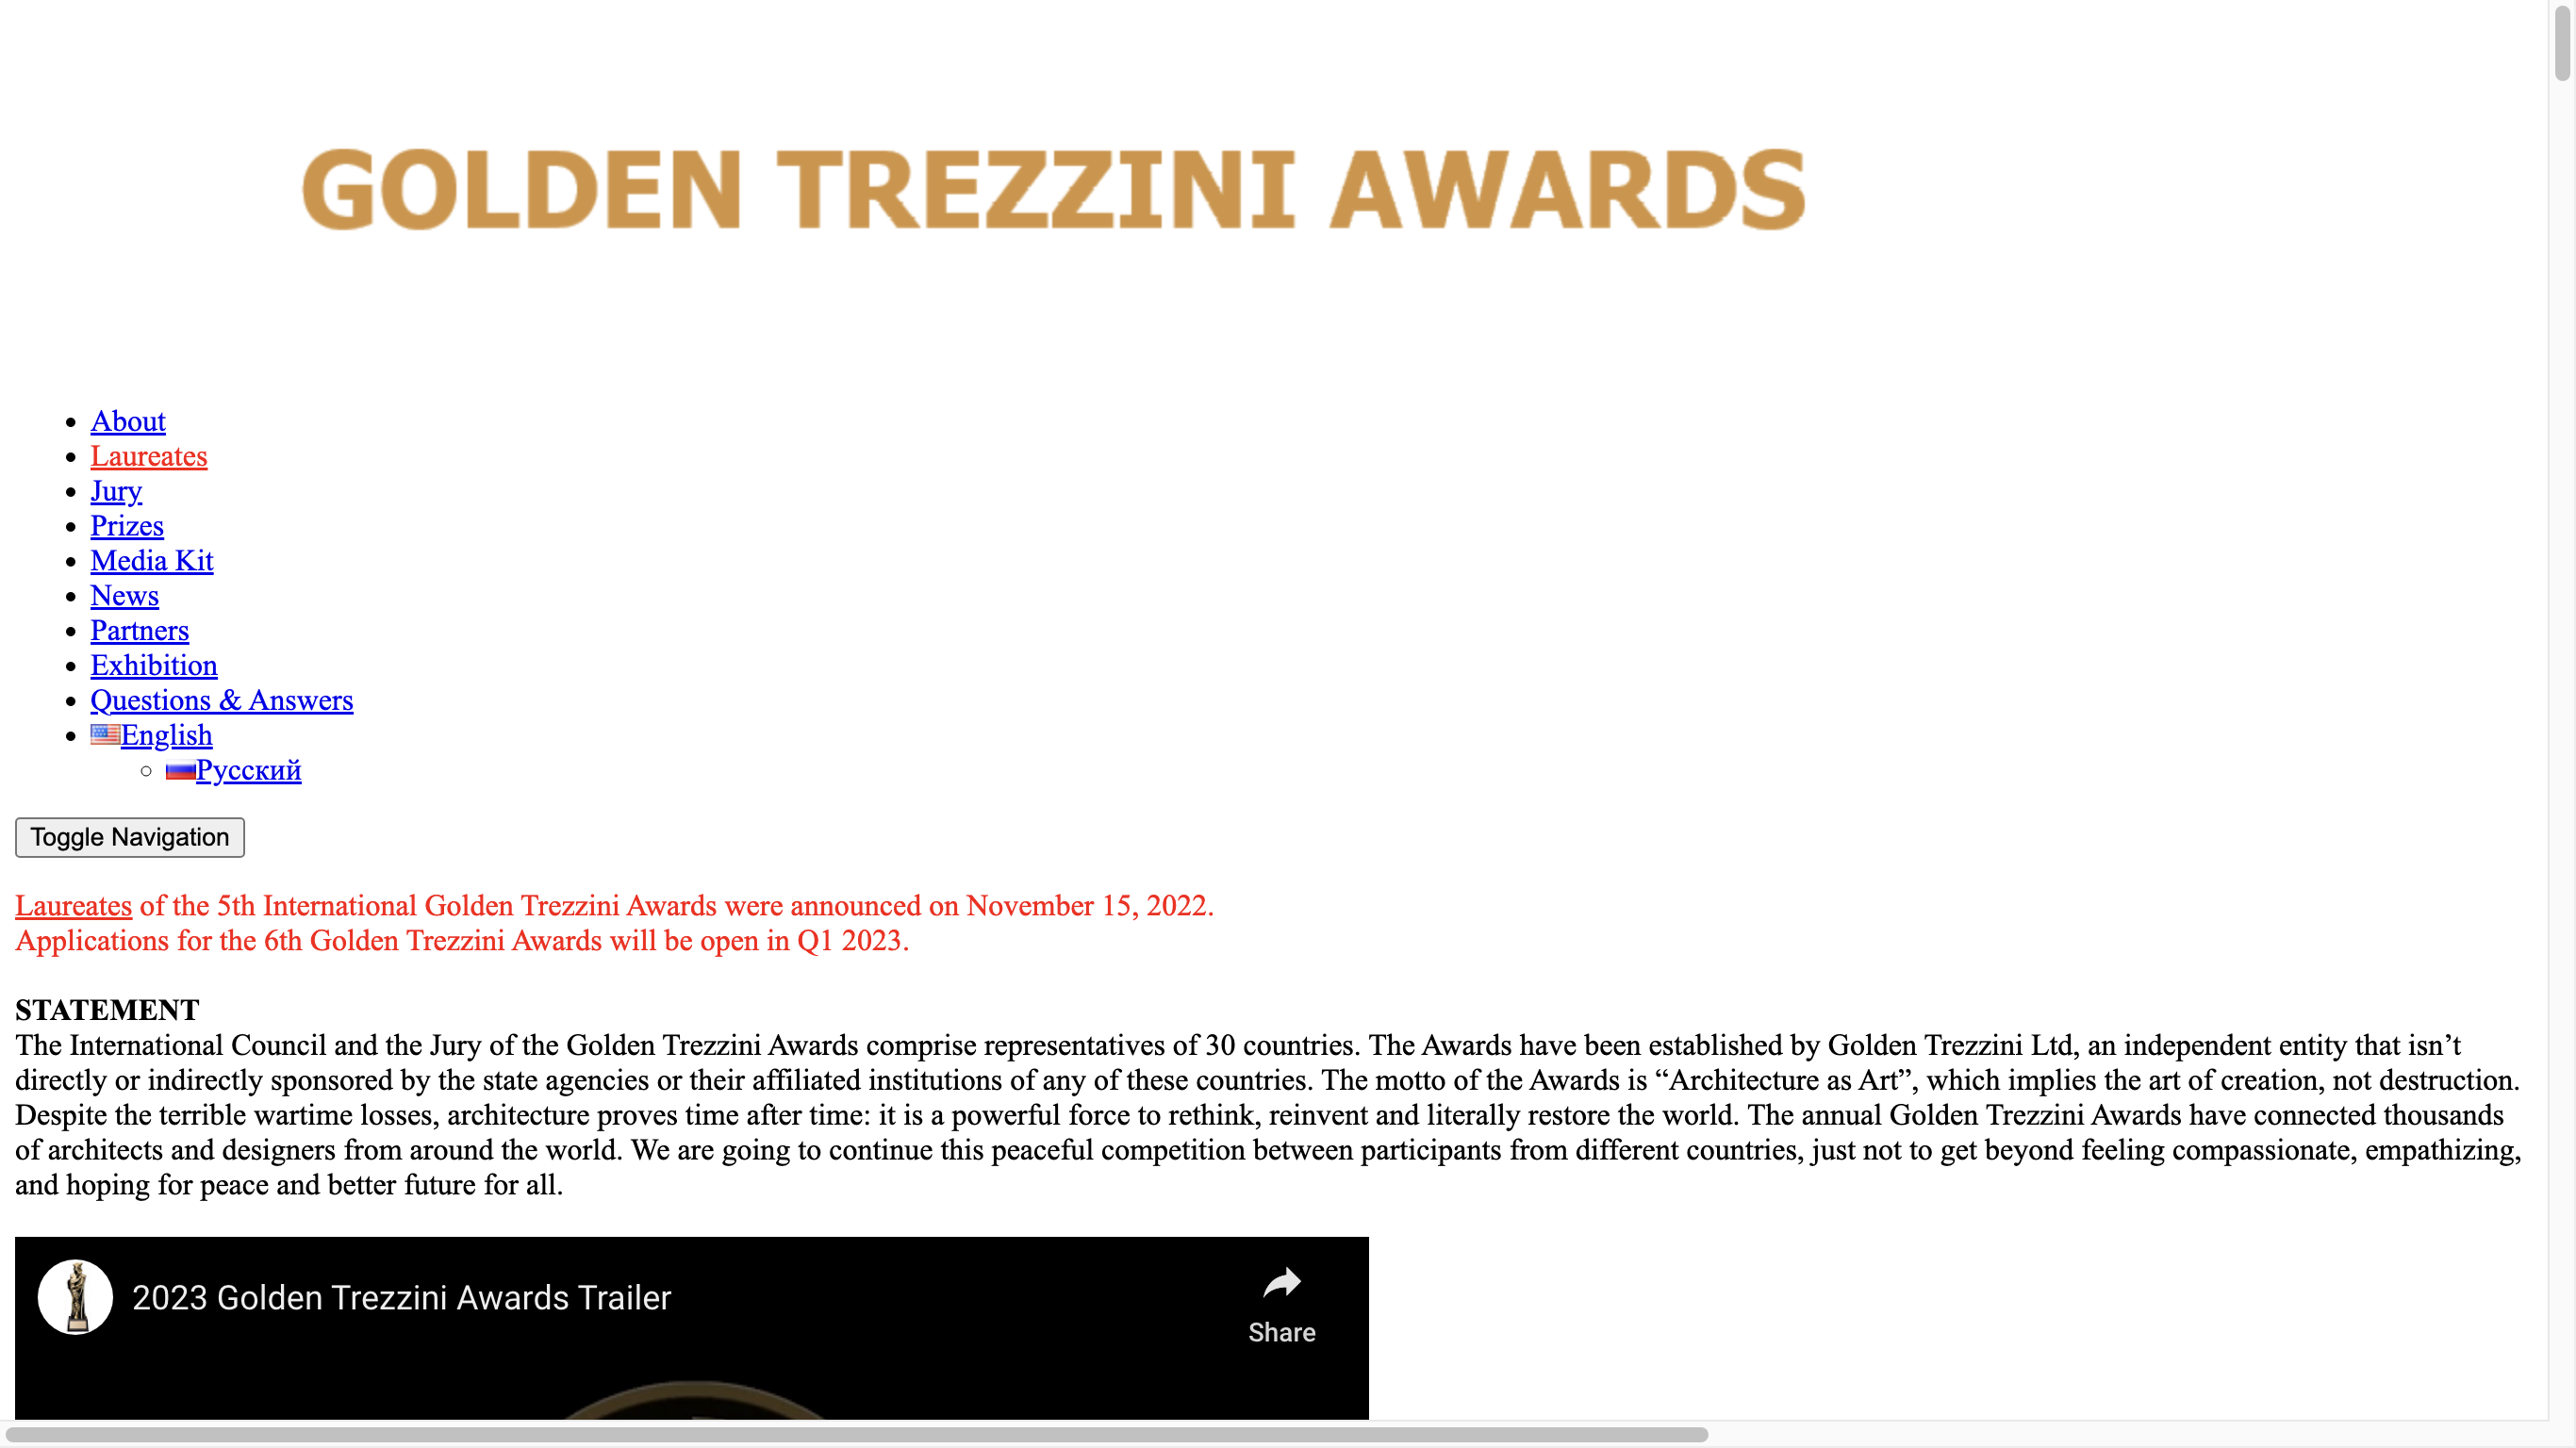 GOLDEN TREZZINI AWARDS
About
Laureates
Jury
Prizes
Media Kit
News
Partners
Exhibition
Questions & Answers
English
Русский
Toggle Navigation
Laureates of the 5th International Golden Trezzini Awards were announced on November 15, 2022.
Applications for the 6th Golden Trezzini Awards will be open in Q1 2023.
STATEMENT
The International Council and the Jury of the Golden Trezzini Awards comprise representatives of 30 countries. The Awards have been established by Golden Trezzini Ltd, an independent entity that isn’t
directly or indirectly sponsored by the state agencies or their affiliated institutions of any of these countries. The motto of the Awards is “Architecture as Art”, which implies the art of creation, not destruction.
Despite the terrible wartime losses, architecture proves time after time: it is a powerful force to rethink, reinvent and literally restore the world. The annual Golden Trezzini Awards have connected thousands
of architects and designers from around the world. We are going to continue this peaceful competition between participants from different countries, just not to get beyond feeling compassionate, empathizing,
and hoping for peace and better future for all.
2023 Golden Trezzini Awards Trailer
Share